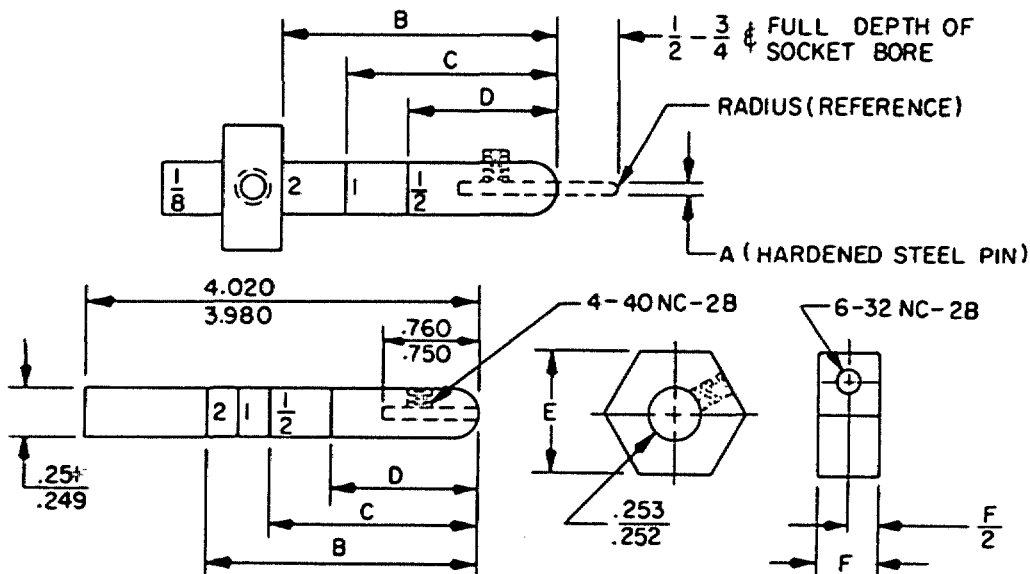 B
1/2 - 3/4 ℄ FULL DEPTH OF
SOCKET BORE
C
D
RADIUS (REFERENCE)
1/8
2
1
1/2
A (HARDENED STEEL PIN)
4.020
3.980
.760
.750
4-40 NC-2B
6-32 NC-2B
2
1
1/2
E
.251
.249
D
C
B
.253
.252
F/2
F